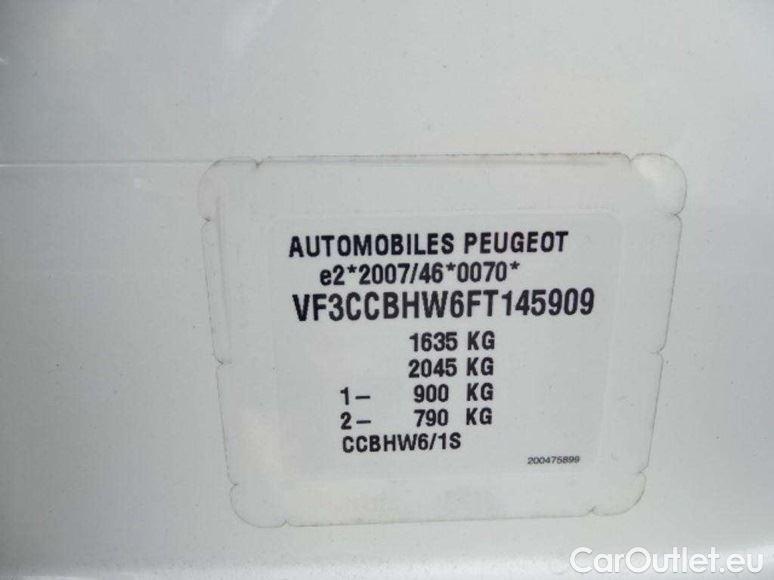 AUTOMOBILES PEUGEOT
e2*2007/46*0070*
VF3CCBHW6FT145909
1635 KG
2045 KG
1– 900 KG
2– 790 KG
CCBHW6/1S
200475899
CarOutlet.eu